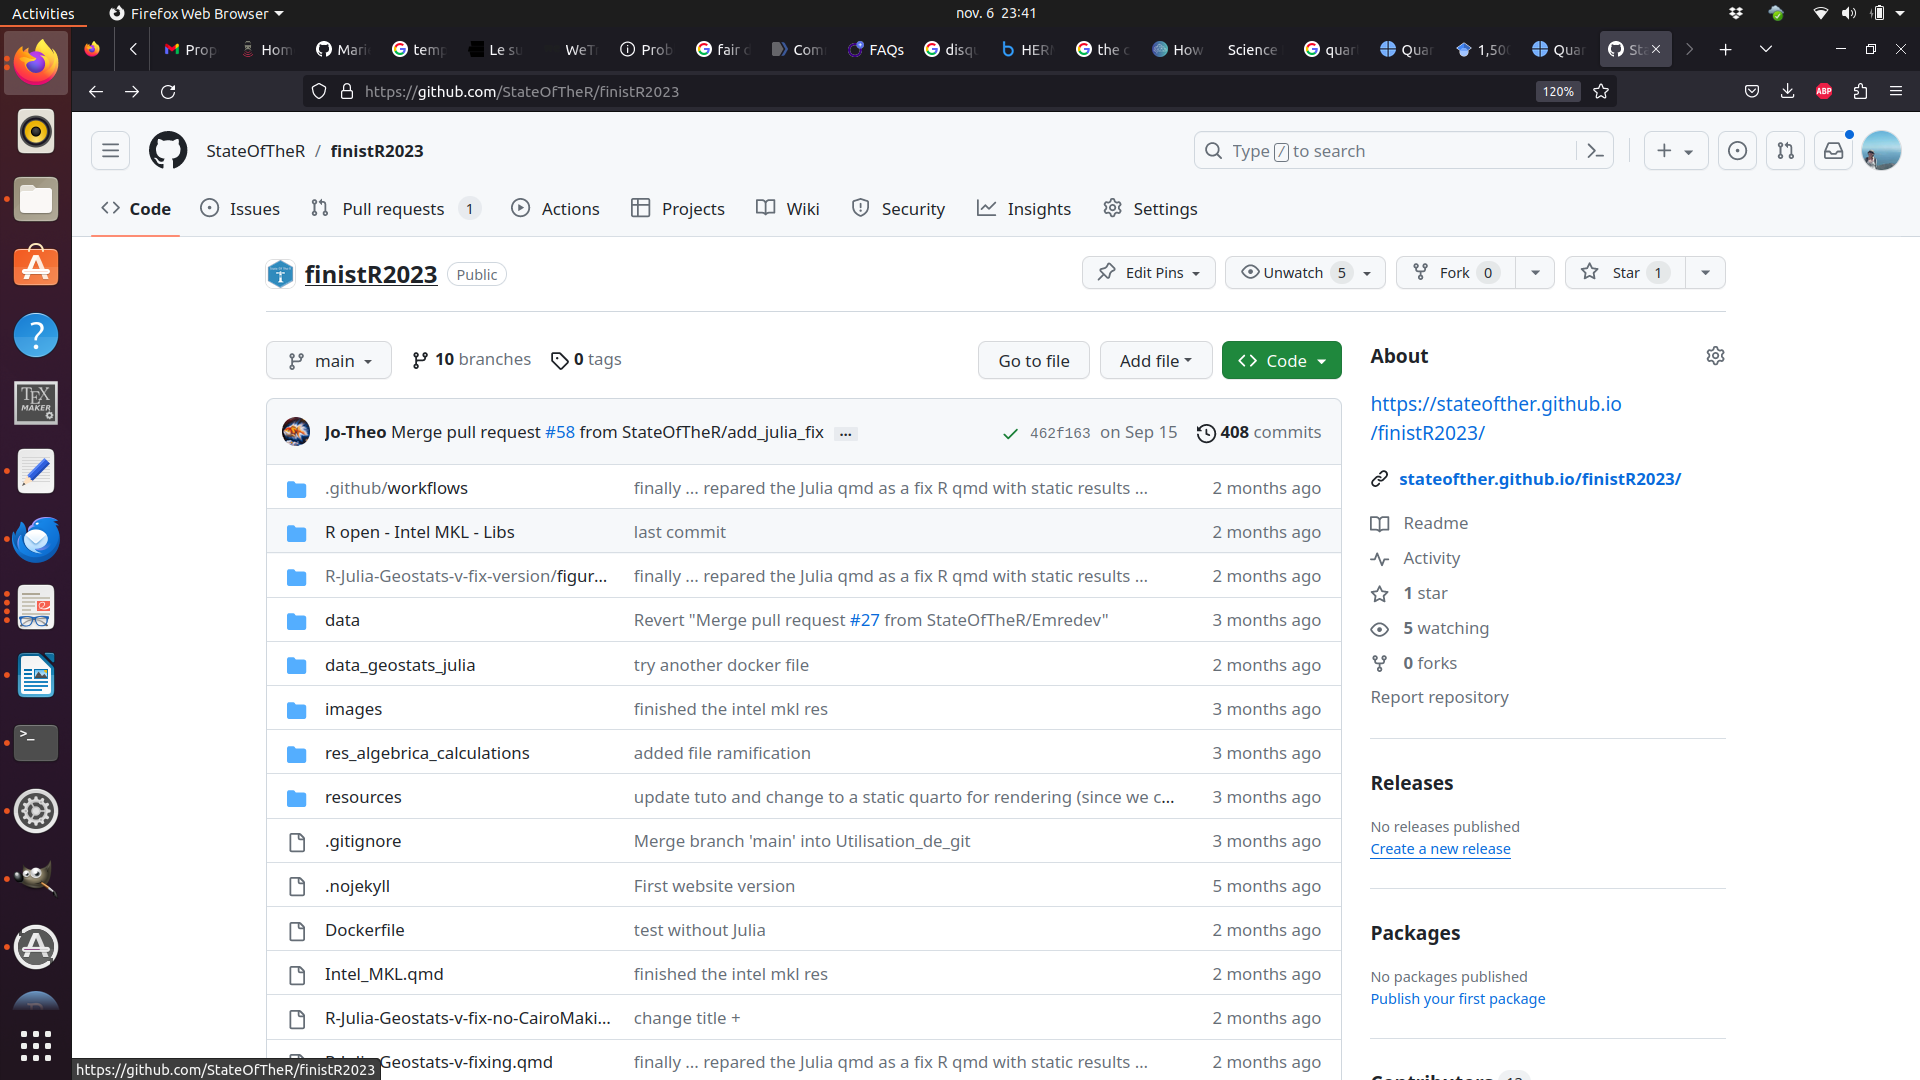 Activities
Firefox Web Browser
nov. 6 23:41
Prop
Hom
Mari
temp
Le su
WeTr
Prob
fair d
Com
FAQs
disqu
HERM
the c
How
Science
quar
Quar
1,500
Quar
Sta
https://github.com/StateOfTheR/finistR2023
120%
ABP
StateOfTheR / finistR2023
Type / to search
Code
Issues
Pull requests 1
Actions
Projects
Wiki
Security
Insights
Settings
finistR2023 Public
Edit Pins
Unwatch 5
Fork 0
Star 1
main
10 branches
0 tags
Go to file
Add file
Code
Jo-Theo Merge pull request #58 from StateOfTheR/add_julia_fix ...
462f163 on Sep 15
408 commits
.github/workflows finally ... repared the Julia qmd as a fix R qmd with static results ... 2 months ago
R open - Intel MKL - Libs last commit 2 months ago
R-Julia-Geostats-v-fix-version/figur... finally ... repared the Julia qmd as a fix R qmd with static results ... 2 months ago
data Revert "Merge pull request #27 from StateOfTheR/Emredev" 3 months ago
data_geostats_julia try another docker file 2 months ago
images finished the intel mkl res 3 months ago
res_algebrica_calculations added file ramification 3 months ago
resources update tuto and change to a static quarto for rendering (since we c... 3 months ago
.gitignore Merge branch 'main' into Utilisation_de_git 3 months ago
.nojekyll First website version 5 months ago
Dockerfile test without Julia 2 months ago
Intel_MKL.qmd finished the intel mkl res 2 months ago
R-Julia-Geostats-v-fix-no-CairoMaki... change title + 2 months ago
Geostats-v-fixing.qmd finally ... repared the Julia qmd as a fix R qmd with static results ... 2 months ago
About
https://stateofther.github.io
/finistR2023/
stateofther.github.io/finistR2023/
Readme
Activity
1 star
5 watching
0 forks
Report repository
Releases
No releases published
Create a new release
Packages
No packages published
Publish your first package
Contributors
https://github.com/StateOfTheR/finistR2023
TEX
MAKER